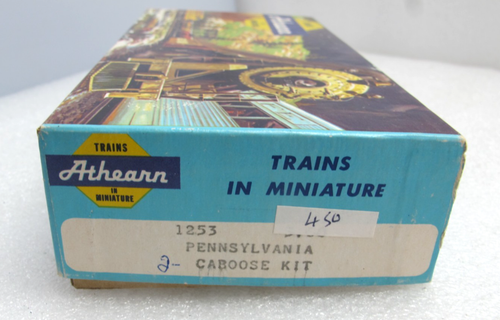 TRAINS
Athearn
IN
MINIATURE
TRAINS
IN MINIATURE
450
1253
PENNSYLVANIA
2- CABOOSE KIT